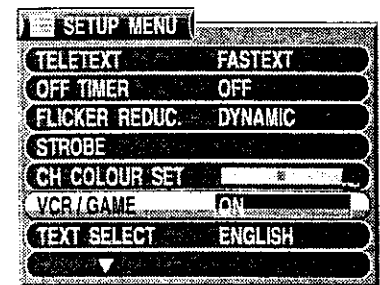 SETUP MENU
TELETEXT FASTEXT
OFF TIMER OFF
FLICKER REDUC. DYNAMIC
STROBE
CH COLOUR SET
VCR / GAME ON
TEXT SELECT ENGLISH